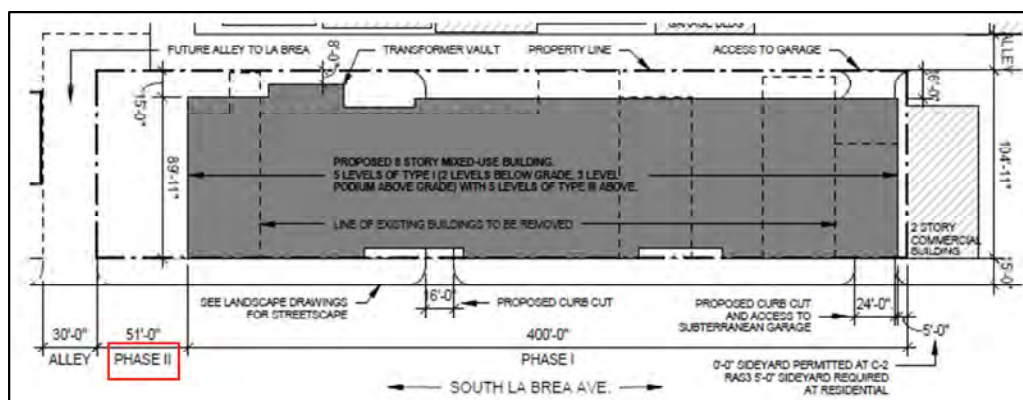 GARAGE BLDG
FUTURE ALLEY TO LA BREA
8'-0"
TRANSFORMER VAULT
PROPERTY LINE
ACCESS TO GARAGE
ALLEY
15'-0"
89'-11"
104'-11"
PROPOSED 8 STORY MIXED-USE BUILDING.
5 LEVELS OF TYPE I (2 LEVELS BELOW GRADE, 3 LEVEL
PODIUM ABOVE GRADE) WITH 5 LEVELS OF TYPE III ABOVE.
LINE OF EXISTING BUILDINGS TO BE REMOVED
2 STORY
COMMERCIAL
BUILDING
SEE LANDSCAPE DRAWINGS
FOR STREETSCAPE
16'-0"
PROPOSED CURB CUT
PROPOSED CURB CUT
AND ACCESS TO
SUBTERRANEAN GARAGE
24'-0"
15'-0"
5'-0"
30'-0"
51'-0"
400'-0"
ALLEY
PHASE II
PHASE I
0'-0" SIDEYARD PERMITTED AT C-2
RAS3 5'-0" SIDEYARD REQUIRED
AT RESIDENTIAL
SOUTH LA BREA AVE.